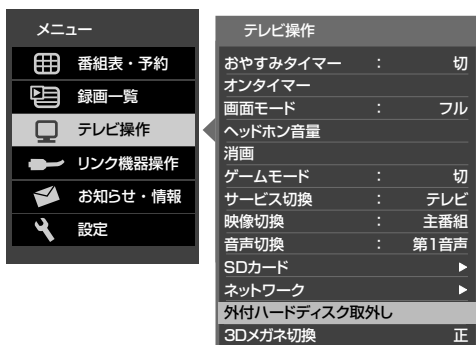 メニュー
番組表・予約
録画一覧
テレビ操作
リンク機器操作
お知らせ・情報
設定
テレビ操作
おやすみタイマー : 切
オンタイマー
画面モード : フル
ヘッドホン音量
消画
ゲームモード : 切
サービス切換 : テレビ
映像切換 : 主番組
音声切換 : 第1音声
SDカード
ネットワーク
外付ハードディスク取外し
3Dメガネ切換 正